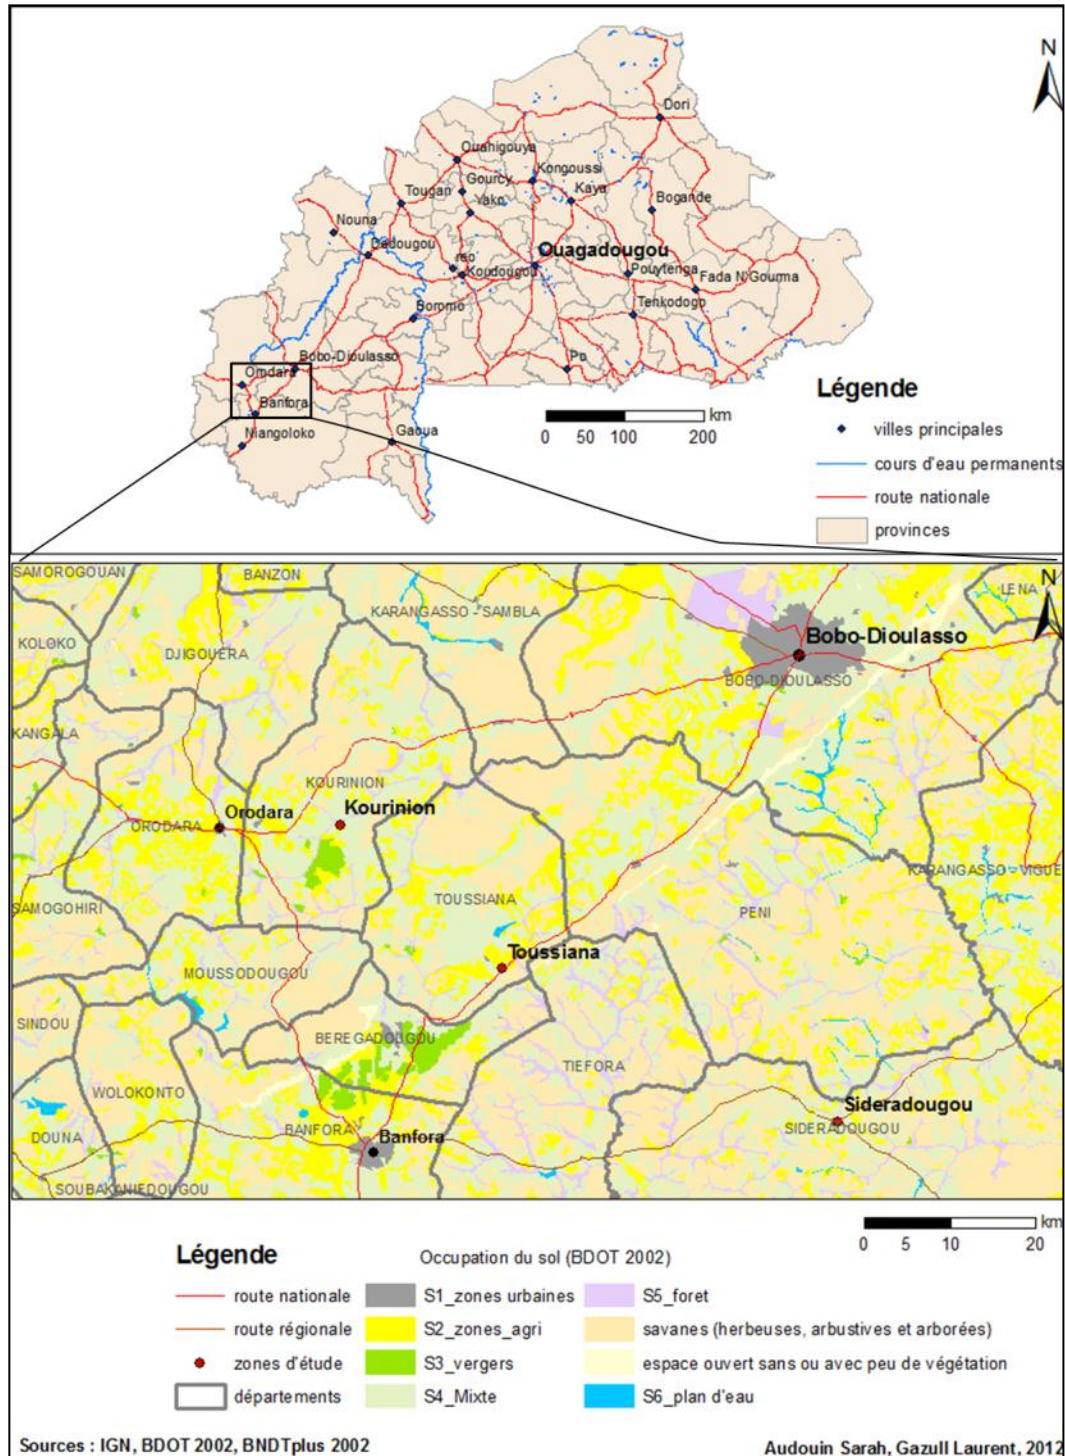 N
Dori
Ouahigouya
Kongoussi
Gourcy
Kaya
Tougan
Yako
Bogande
Nouna
Dedougou
Ouagadougou
reo
Koudougou
Pouytenga
Fada N'Gourma
Boromo
Tenkodogo
Bobo-Dioulasso
Po
Orodara
Banfora
Gaoua
Niangoloko
km
0 50 100 200
Légende
villes principales
cours d'eau permanents
route nationale
provinces
SAMOROGOUAN
BANZON
LENA
N
KARANGASSO - SAMBLA
KOLOKO
DJIGOUERA
Bobo-Dioulasso
BOBO-DIOULASSO
KANGALA
KOURINION
Kourinion
Orodara
ORODARA
KARANGASSO - VIGUE
TOUSSIANA
SAMOGOHIRI
PENI
Toussiana
MOUSSODOUGOU
SINDOU
BEREGADOUGOU
TIEFORA
WOLOKONTO
Sideradougou
SIDERADOUGOU
DOUNA
BANFORA
Banfora
SOUBAKANIEDOUGOU
km
0 5 10 20
Légende
Occupation du sol (BDOT 2002)
route nationale
S1_zones urbaines
S5_foret
route régionale
S2_zones_agri
savanes (herbeuses, arbustives et arborées)
zones d'étude
S3_vergers
espace ouvert sans ou avec peu de végétation
départements
S4_Mixte
S6_plan d'eau
Sources : IGN, BDOT 2002, BNDTplus 2002
Audouin Sarah, Gazull Laurent, 2012